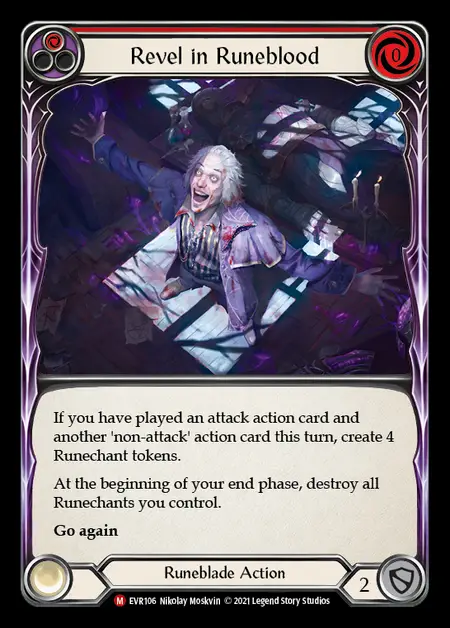 Revel in Runeblood
0
If you have played an attack action card and
another 'non-attack' action card this turn, create 4
Runechant tokens.
At the beginning of your end phase, destroy all
Runechants you control.
Go again
Runeblade Action
2
M EVR106 Nikolay Moskvin © 2021 Legend Story Studios